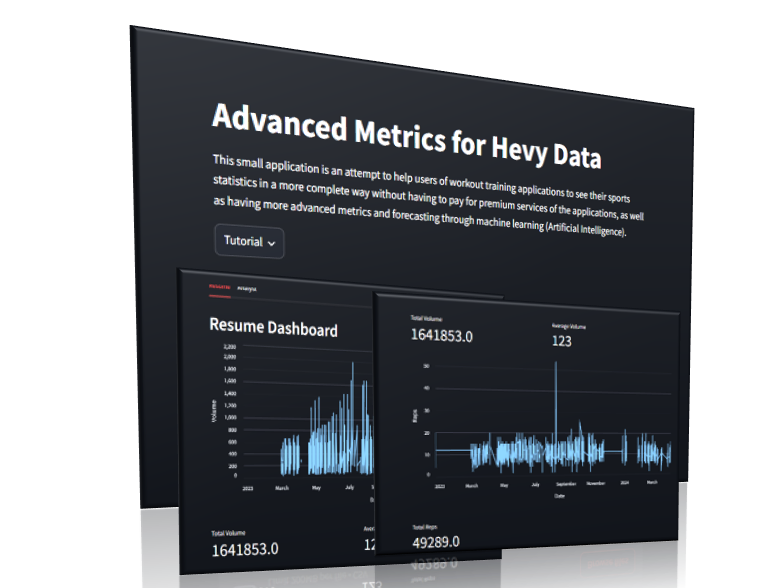 Advanced Metrics for Hevy Data
This small application is an attempt to help users of workout training applications to see their sports
statistics in a more complete way without having to pay for premium services of the applications, as well
as having more advanced metrics and forecasting through machine learning (Artificial Intelligence).
Tutorial
Resume Dashboard
2,200
2,000
1,800
1,600
1,400
1,200
1,000
800
600
400
200
0
Volume
2023 March May July
Total Volume
1641853.0
12
Total Volume Average Volume
1641853.0 123
50
40
30
20
10
0
Reps
2023 March May July September November 2024 March
Date
Total Reps
49289.0